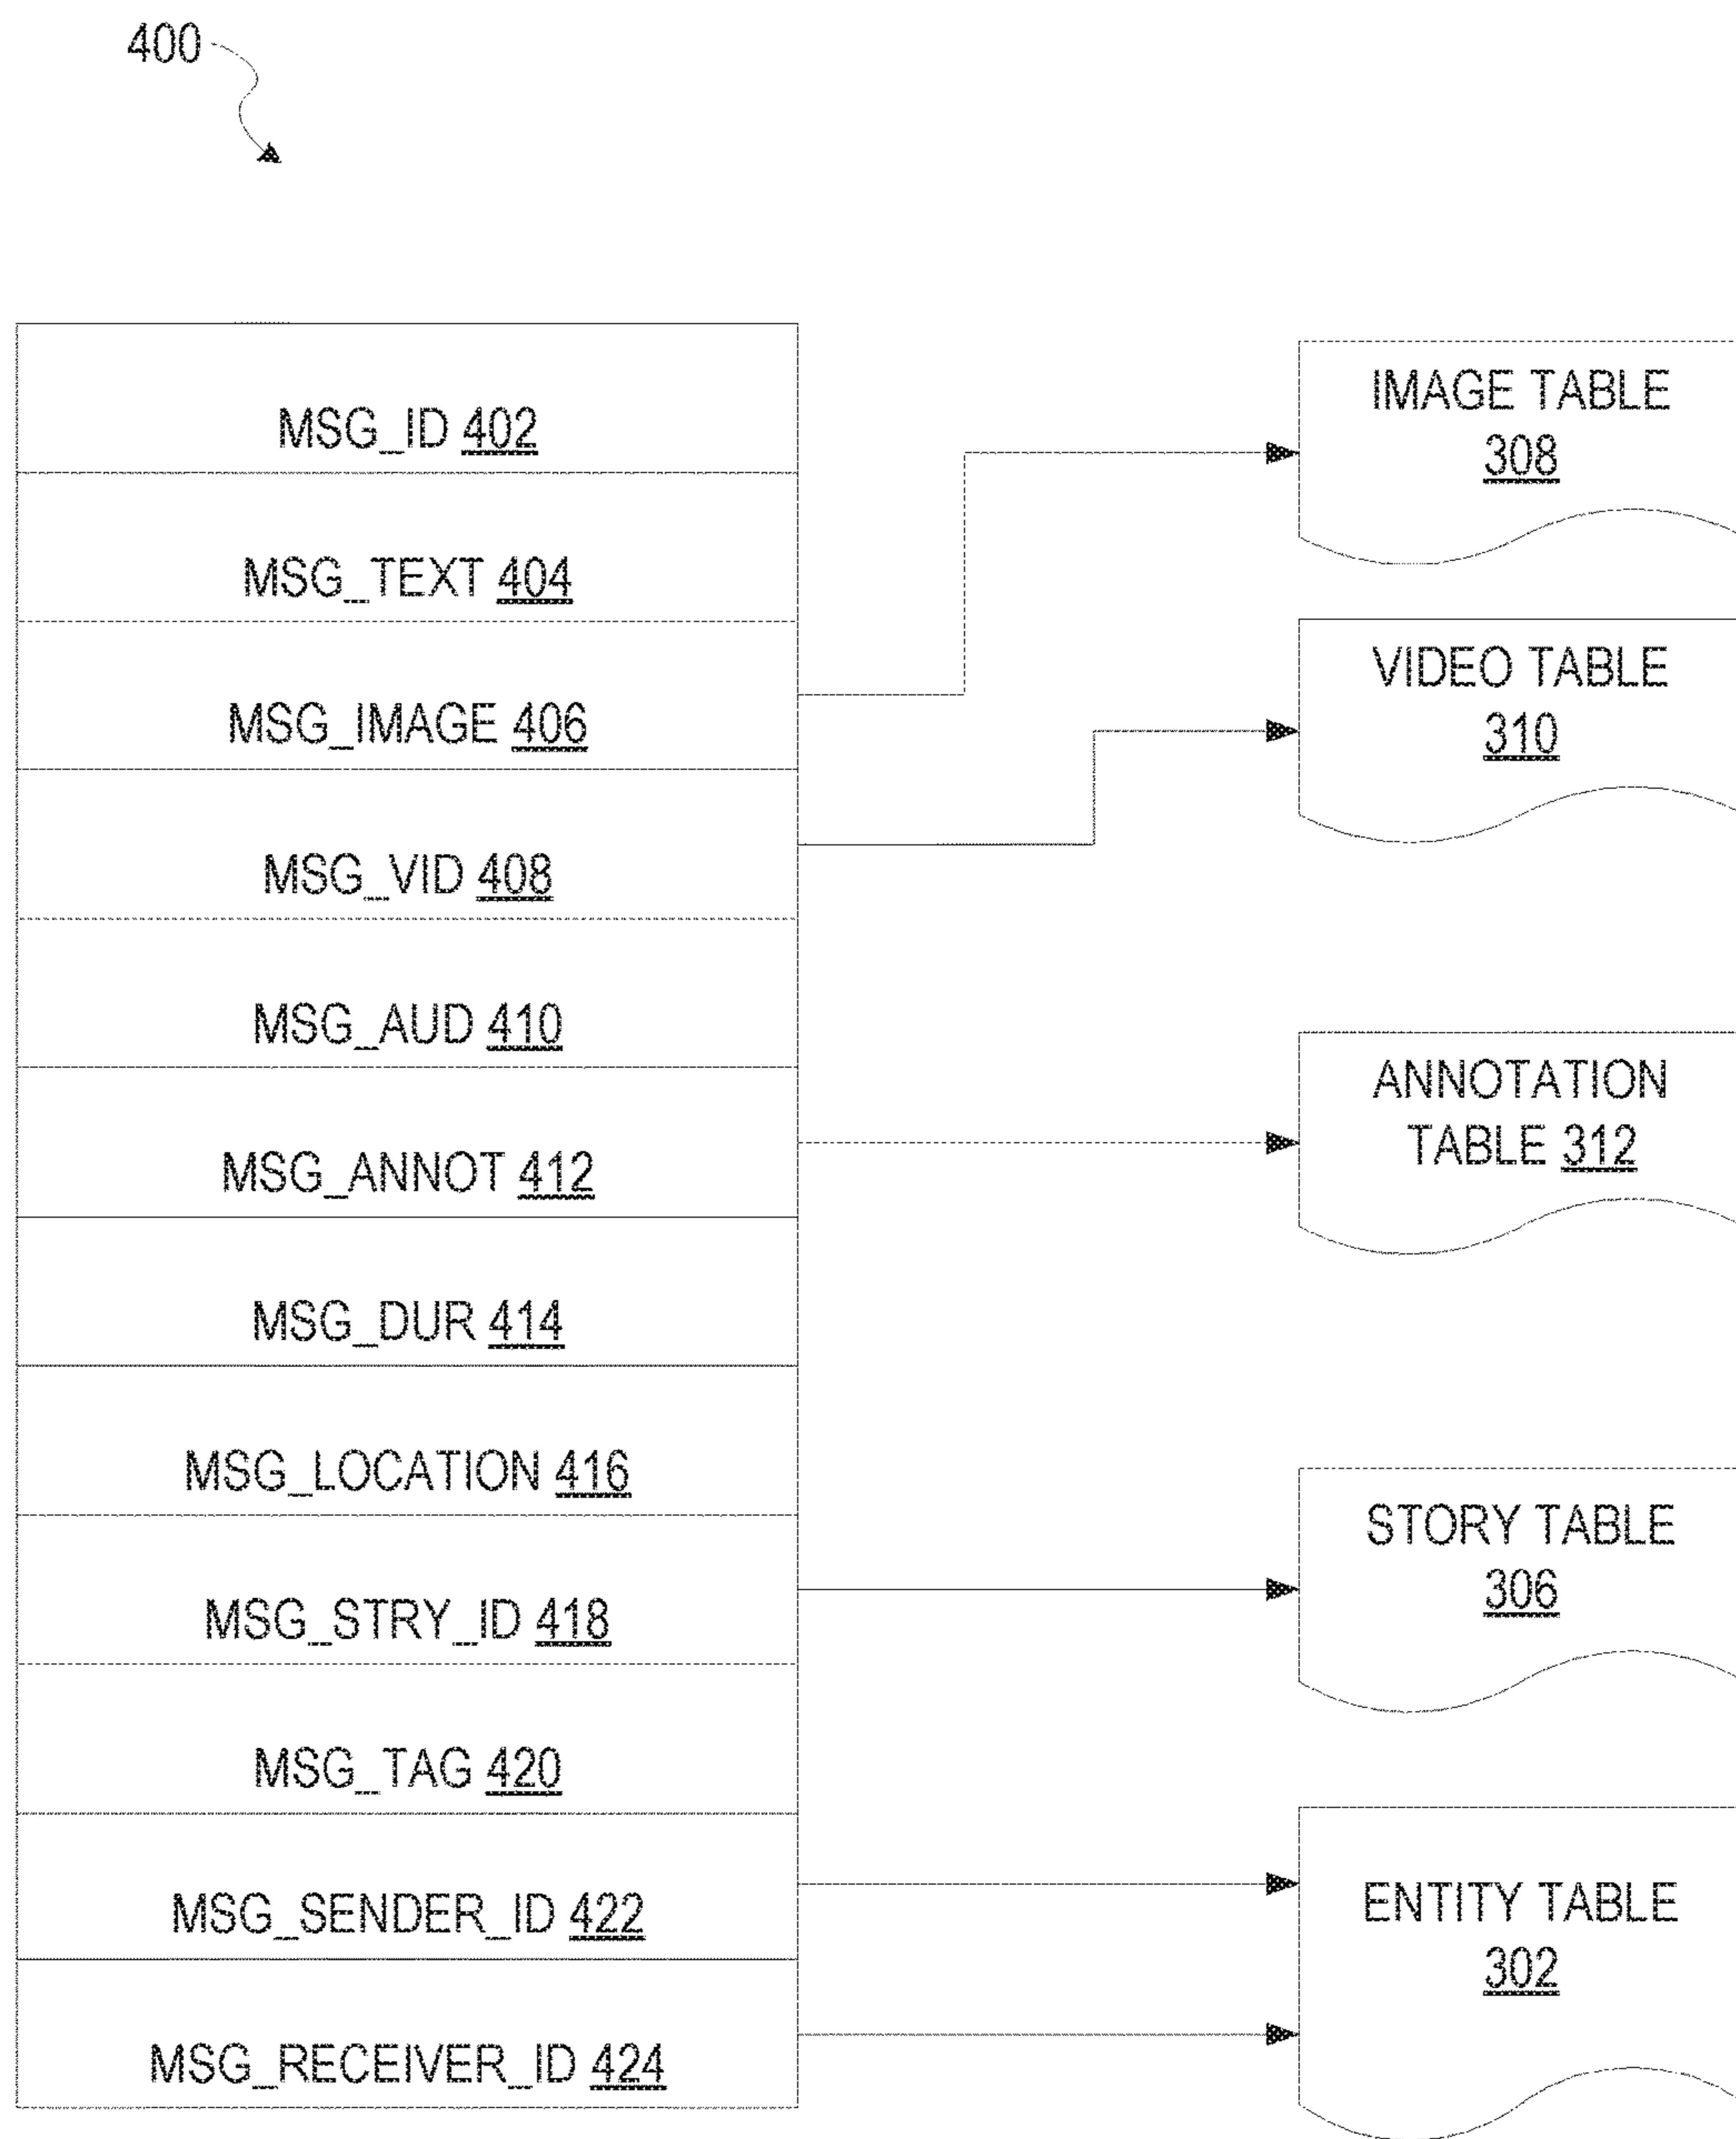 400
MSG_ID 402
MSG_TEXT 404
MSG_IMAGE 406
MSG_VID 408
MSG_AUD 410
MSG_ANNOT 412
MSG_DUR 414
MSG_LOCATION 416
MSG_STRY_ID 418
MSG_TAG 420
MSG_SENDER_ID 422
MSG_RECEIVER_ID 424
IMAGE TABLE
308
VIDEO TABLE
310
ANNOTATION
TABLE 312
STORY TABLE
306
ENTITY TABLE
302